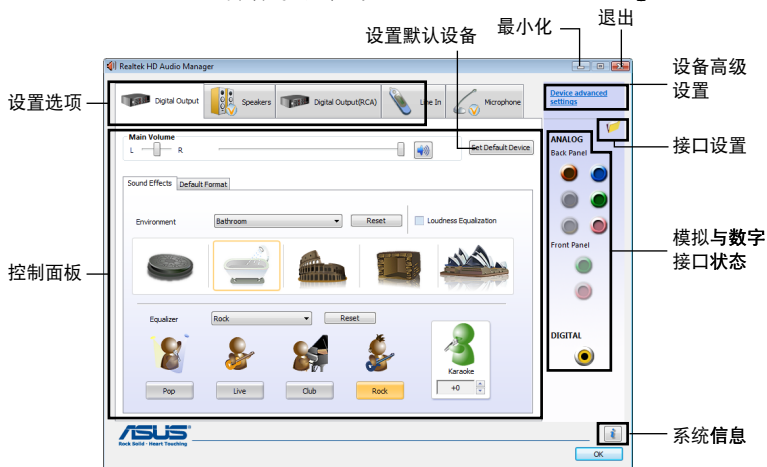 退出
最小化
设置默认设备
Realtek HD Audio Manager
设备高级
设置
设置选项
Digital Output
Speakers
Digital Output(RCA)
Line In
Microphone
Device advanced
settings
接口设置
Main Volume
L
R
Set Default Device
ANALOG
Back Panel
Sound Effects
Default Format
Environment
Bathroom
Reset
Loudness Equalization
模拟与数字
接口状态
Front Panel
控制面板
Equalizer
Rock
Reset
DIGITAL
Karaoke
Pop
Live
Club
Rock
+0
ASUS
Rock Solid · Heart Touching
系统信息
OK